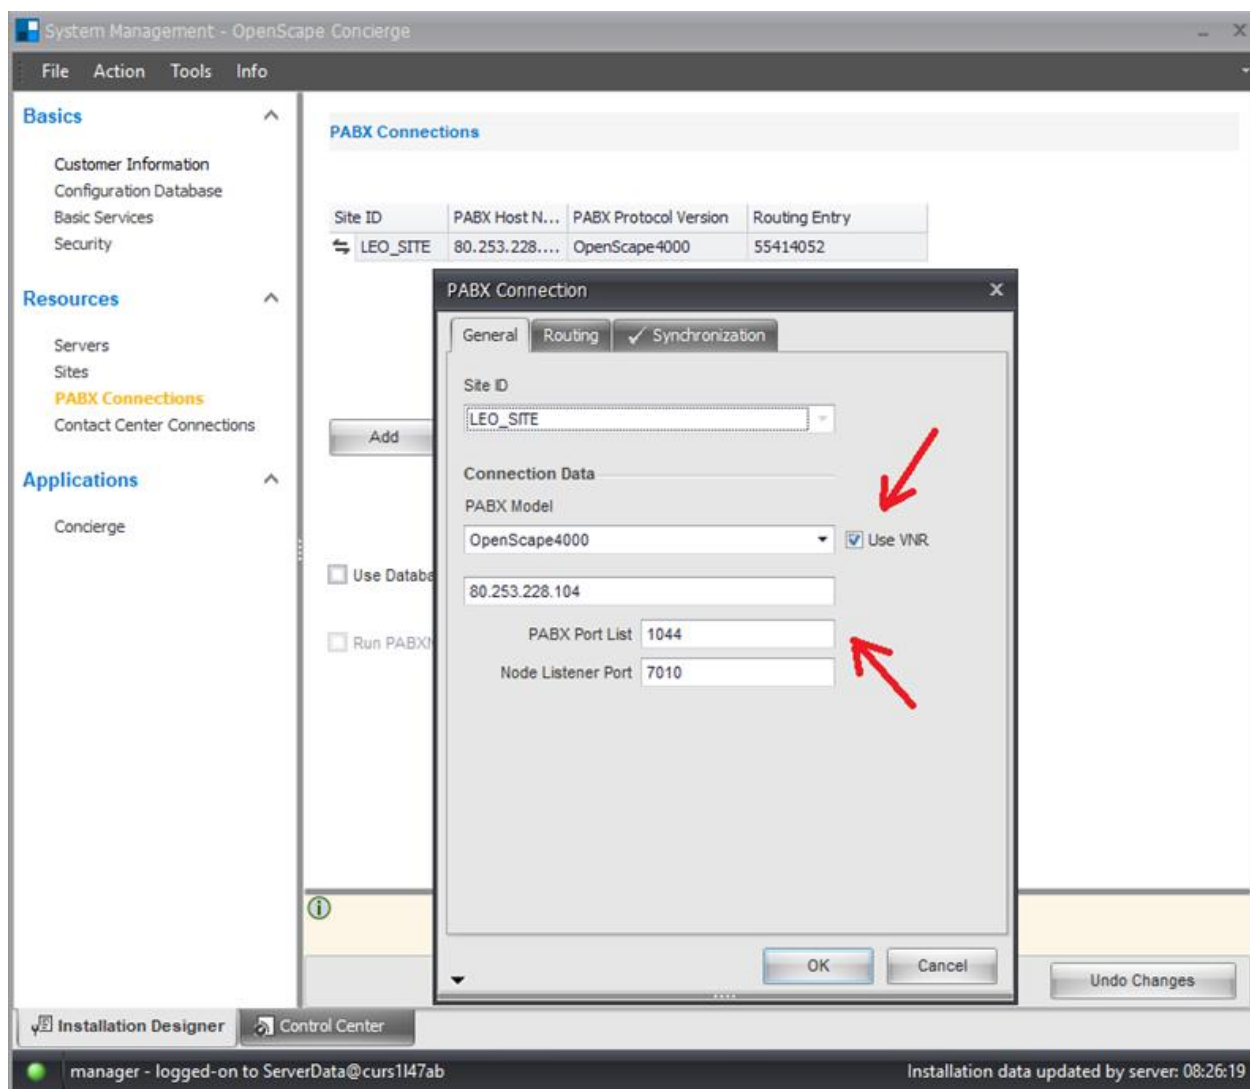 System Management - OpenScape Concierge
File Action Tools Info
Basics
Customer Information
Configuration Database
Basic Services
Security
Resources
Servers
Sites
PABX Connections
Contact Center Connections
Applications
Concierge
PABX Connections
Site ID PABX Host N... PABX Protocol Version Routing Entry
LEO_SITE 80.253.228.... OpenScape4000 55414052
Add
Use Databa
Run PABX
PABX Connection
General Routing Synchronization
Site ID
LEO_SITE
Connection Data
PABX Model
OpenScape4000 Use VNR
80.253.228.104
PABX Port List 1044
Node Listener Port 7010
OK Cancel
Undo Changes
Installation Designer Control Center
manager - logged-on to ServerData@curs1l47ab Installation data updated by server: 08:26:19